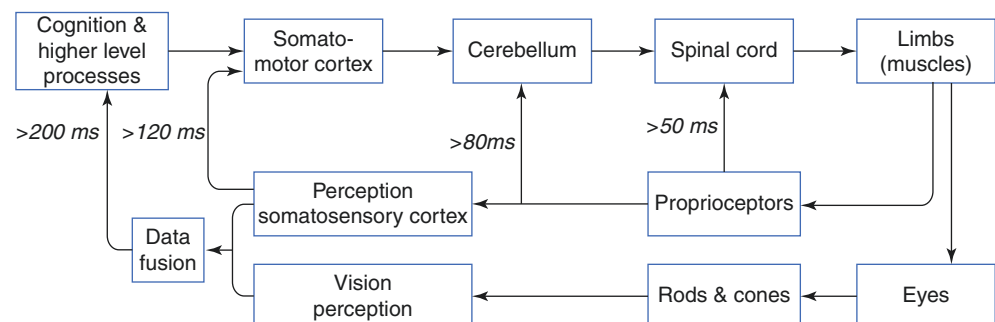 Cognition &
higher level
processes
Somato-
motor cortex
Cerebellum
Spinal cord
Limbs
(muscles)
>200 ms
>120 ms
>80ms
>50 ms
Perception
somatosensory cortex
Proprioceptors
Data
fusion
Vision
perception
Rods & cones
Eyes